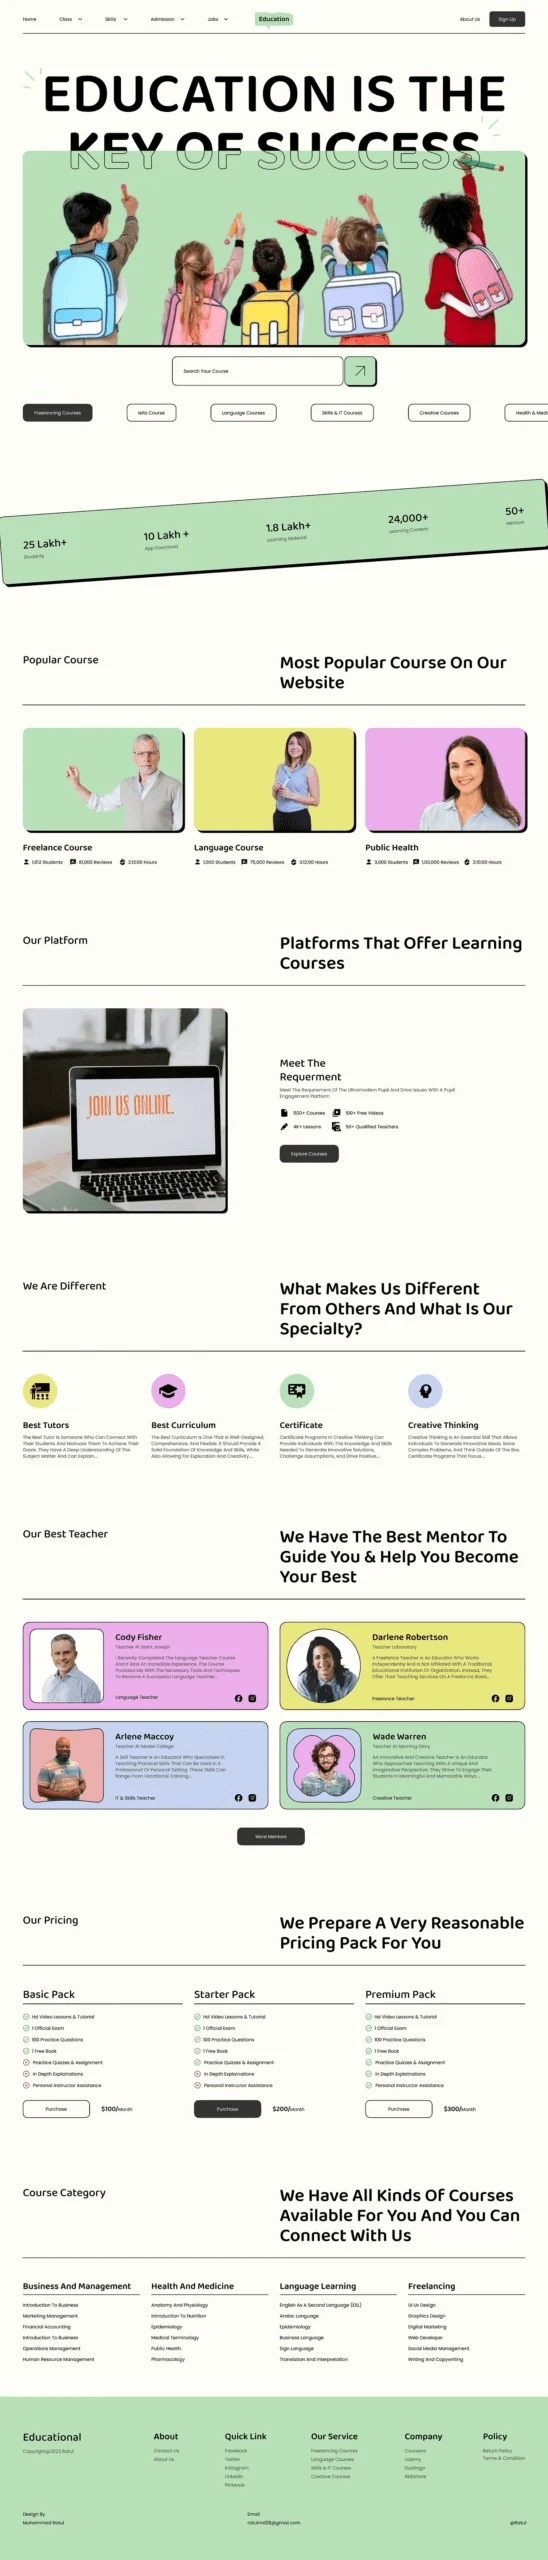 Home Class Skills Admission Jobs Education About Us Sign Up
EDUCATION IS THE
KEY OF SUCCESS
Search Your Course
Freelancing Courses Ielts Course Language Courses Skills & IT Courses Creative Courses Health & Medi
25 Lakh+ 10 Lakh + 1.8 Lakh+ 24,000+ 50+
Students App Download Learning Material Learning Content Mentors
Popular Course
Most Popular Course On Our
Website
Freelance Course Language Course Public Health
1,612 Students 61,000 Reviews 2:12:00 Hours 1,000 Students 75,000 Reviews 3:12:00 Hours 3,000 Students 1,00,000 Reviews 3:10:00 Hours
Our Platform
Platforms That Offer Learning
Courses
JOIN US ONLINE.
Meet The
Requerment
Meet The Requirement Of The Ultramodern Pupil And Drive Issues With A Pupil
Engagement Platform
500+ Courses 100+ Free Videos
4K+ Lessons 50+ Qualified Teachers
Explore Courses
We Are Different
What Makes Us Different
From Others And What Is Our
Specialty?
Best Tutors
The Best Tutor Is Someone Who Can Connect With
Their Students And Motivate Them To Achieve Their
Goals. They Have A Deep Understanding Of The
Subject Matter And Can Explain...
Best Curriculum
The Best Curriculum Is One That Is Well-Designed,
Comprehensive, And Flexible. It Should Provide A
Solid Foundation Of Knowledge And Skills, While
Also Allowing For Exploration And Creativity...
Certificate
Certificate Programs In Creative Thinking Can
Provide Individuals With The Knowledge And Skills
Needed To Generate Innovative Solutions,
Challenge Assumptions, And Drive Positive...
Creative Thinking
Creative Thinking Is An Essential Skill That Allows
Individuals To Generate Innovative Ideas, Solve
Complex Problems, And Think Outside Of The Box.
Certificate Programs That Focus...
Our Best Teacher
We Have The Best Mentor To
Guide You & Help You Become
Your Best
Cody Fisher
Teacher At Saint Joseph
I Recently Completed The Language Teacher Course
And It Was An Incredible Experience. The Course
Provided Me With The Necessary Tools And Techniques
To Become A Successful Language Teacher...
Language Teacher
Darlene Robertson
Teacher Laboratory
A Freelance Teacher Is An Educator Who Works
Independently And Is Not Affiliated With A Traditional
Educational Institution Or Organization. Instead, They
Offer Their Teaching Services On A Freelance Basis...
Freelance Teacher
Arlene Maccoy
Teacher At Model College
A Skill Teacher Is An Educator Who Specializes In
Teaching Practical Skills That Can Be Used In A
Professional Or Personal Setting. These Skills Can
Range From Vocational Training...
IT & Skills Teacher
Wade Warren
Teacher At Morning Glory
An Innovative And Creative Teacher Is An Educator
Who Approaches Teaching With A Unique And
Imaginative Perspective. They Strive To Engage Their
Students In Meaningful And Memorable Ways...
Creative Teacher
More Mentors
Our Pricing
We Prepare A Very Reasonable
Pricing Pack For You
Basic Pack
Hd Video Lessons & Tutorial
1 Official Exam
100 Practice Questions
1 Free Book
Practice Quizes & Assignment
In Depth Explainations
Personal Instructor Assistance
Purchase $100/Month
Starter Pack
Hd Video Lessons & Tutorial
1 Official Exam
100 Practice Questions
1 Free Book
Practice Quizes & Assignment
In Depth Explainations
Personal Instructor Assistance
Purchase $200/Month
Premium Pack
Hd Video Lessons & Tutorial
1 Official Exam
100 Practice Questions
1 Free Book
Practice Quizes & Assignment
In Depth Explainations
Personal Instructor Assistance
Purchase $300/Month
Course Category
We Have All Kinds Of Courses
Available For You And You Can
Connect With Us
Business And Management
Introduction To Business
Marketing Management
Financial Accounting
Introduction To Business
Operations Management
Human Resource Management
Health And Medicine
Anatomy And Physiology
Introduction To Nutrition
Epidemiology
Medical Terminology
Public Health
Pharmacology
Language Learning
English As A Second Language (ESL)
Arabic Language
Epidemiology
Business Language
Sign Language
Translation And Interpretation
Freelancing
UI Ux Design
Graphics Design
Digital Marketing
Web Developer
Social Media Management
Writing And Copywriting
Educational
Copyright@2023 Ratul
About
Contact Us
About Us
Quick Link
Facebook
Twitter
Instagram
Linkedin
Pinterest
Our Service
Freelancing Courses
Language Courses
Skills & IT Courses
Creative Courses
Company
Coursera
Udemy
Duolingo
Skillshare
Policy
Return Policy
Terms & Condition
Design By
Muhammad Ratul
Email
ratulmd25@gmail.com
@Ratul